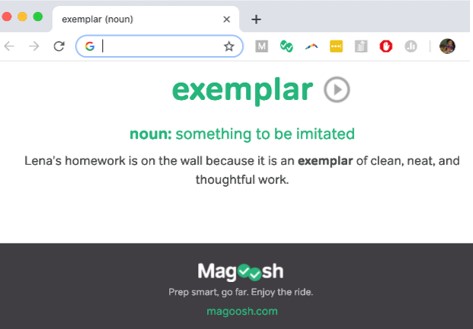 exemplar (noun)
exemplar
noun: something to be imitated
Lena's homework is on the wall because it is an exemplar of clean, neat, and
thoughtful work.
Magoosh
Prep smart, go far. Enjoy the ride.
magoosh.com